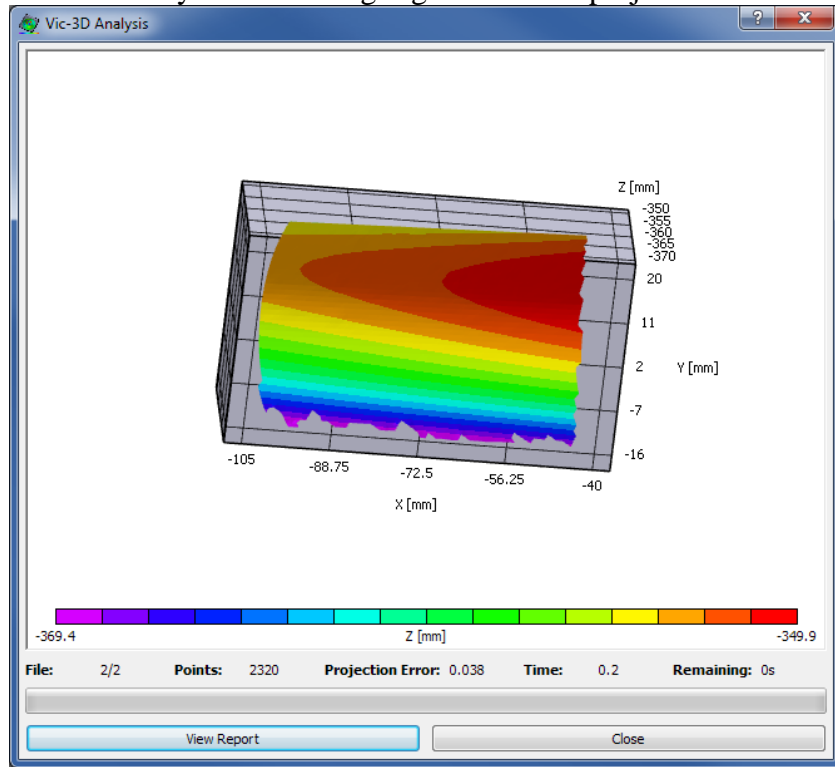 Vic-3D Analysis
Z [mm]
-350
-355
-360
-365
-370
20
11
2 Y [mm]
-7
-16
-105 -88.75 -72.5 -56.25 -40
X [mm]
-369.4 Z [mm] -349.9
File: 2/2 Points: 2320 Projection Error: 0.038 Time: 0.2 Remaining: 0s
View Report Close